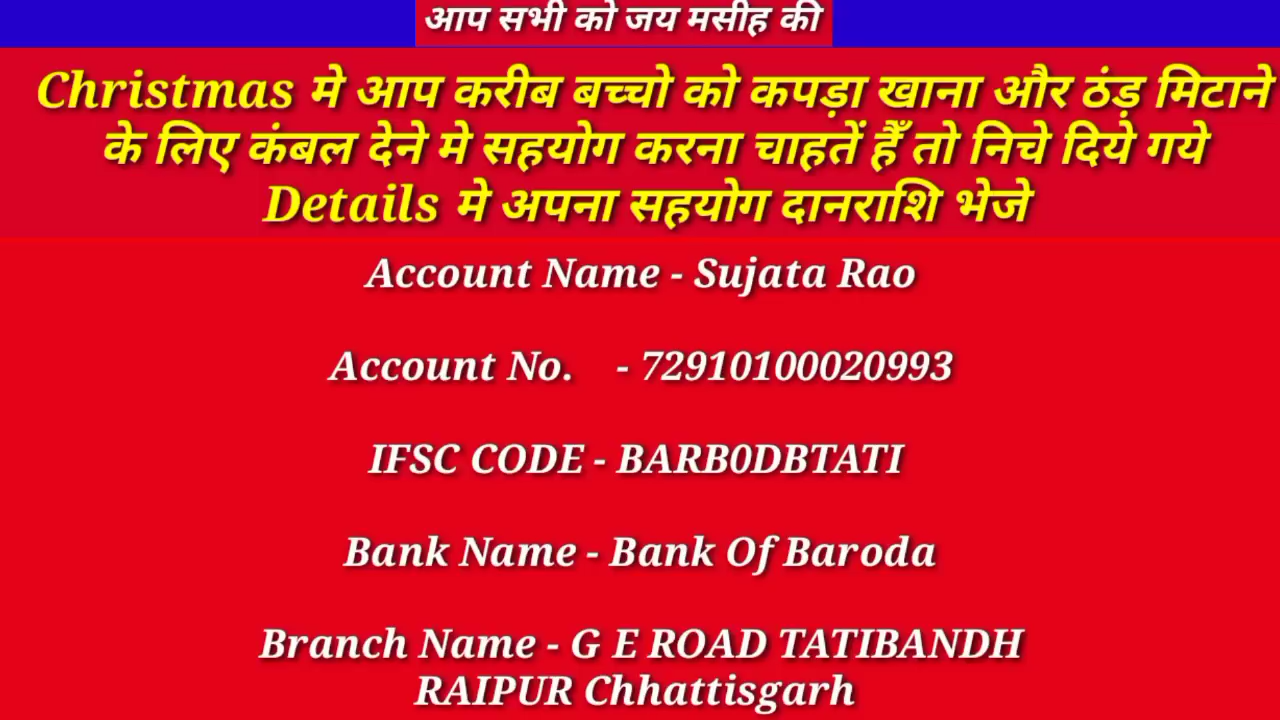 आप सभी को जय मसीह की
Christmas मे आप करीब बच्चो को कपड़ा खाना और ठंड़ मिटाने
के लिए कंबल देने मे सहयोग करना चाहतें हैँ तो निचे दिये गये
Details मे अपना सहयोग दानराशि भेजे
Account Name - Sujata Rao
Account No. - 72910100020993
IFSC CODE - BARB0DBTATI
Bank Name - Bank Of Baroda
Branch Name - G E ROAD TATIBANDH
RAIPUR Chhattisgarh